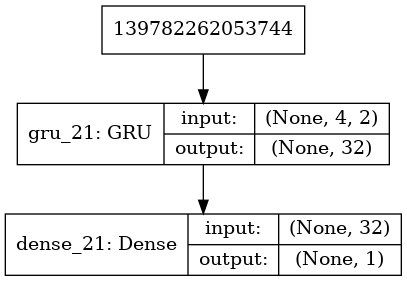 139782262053744
gru_21: GRU
input: (None, 4, 2)
output: (None, 32)
dense_21: Dense
input: (None, 32)
output: (None, 1)